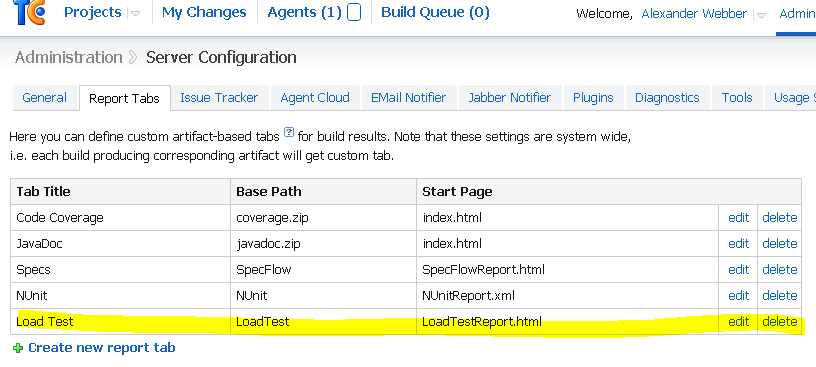 TC Projects My Changes Agents (1) Build Queue (0) Welcome, Alexander Webber Admin
Administration Server Configuration
General Report Tabs Issue Tracker Agent Cloud EMail Notifier Jabber Notifier Plugins Diagnostics Tools Usage S
Here you can define custom artifact-based tabs ? for build results. Note that these settings are system wide,
i.e. each build producing corresponding artifact will get custom tab.
Tab Title Base Path Start Page
Code Coverage coverage.zip index.html edit delete
JavaDoc javadoc.zip index.html edit delete
Specs SpecFlow SpecFlowReport.html edit delete
NUnit NUnit NUnitReport.xml edit delete
Load Test LoadTest LoadTestReport.html edit delete
Create new report tab